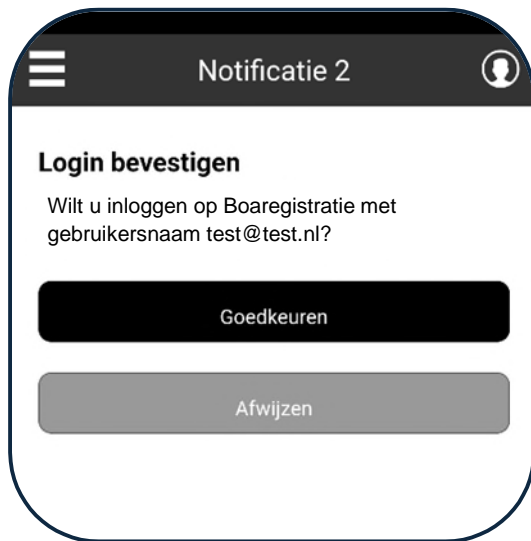 Notificatie 2
Login bevestigen
Wilt u inloggen op Boaregistratie met
gebruikersnaam test@test.nl?
Goedkeuren
Afwijzen